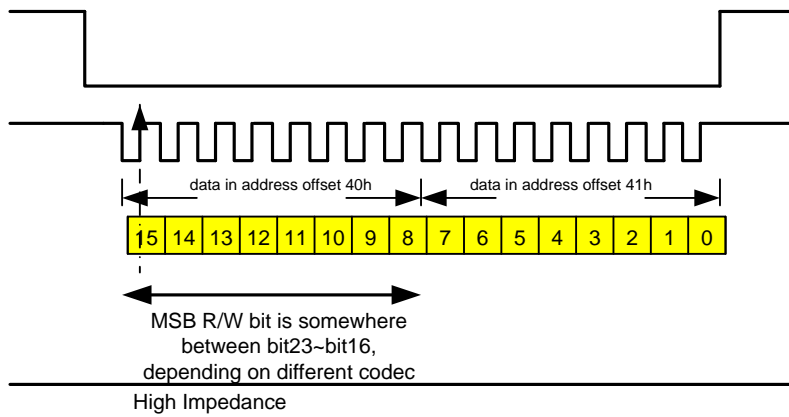 data in address offset 40h data in address offset 41h
15 14 13 12 11 10 9 8 7 6 5 4 3 2 1 0
MSB R/W bit is somewhere
between bit23~bit16,
depending on different codec
High Impedance